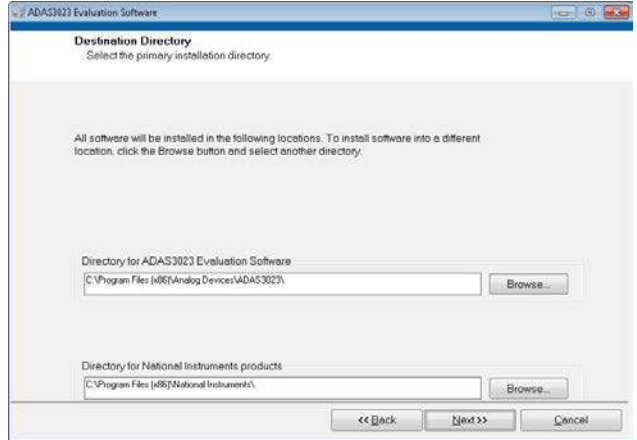 ADAS3023 Evaluation Software
Destination Directory
Select the primary installation directory.
All software will be installed in the following locations. To install software into a different
location, click the Browse button and select another directory.
Directory for ADAS3023 Evaluation Software
C:\Program Files (x86)\Analog Devices\ADAS3023\
Browse...
Directory for National Instruments products
C:\Program Files (x86)\National Instruments\
Browse...
<< Back
Next >>
Cancel